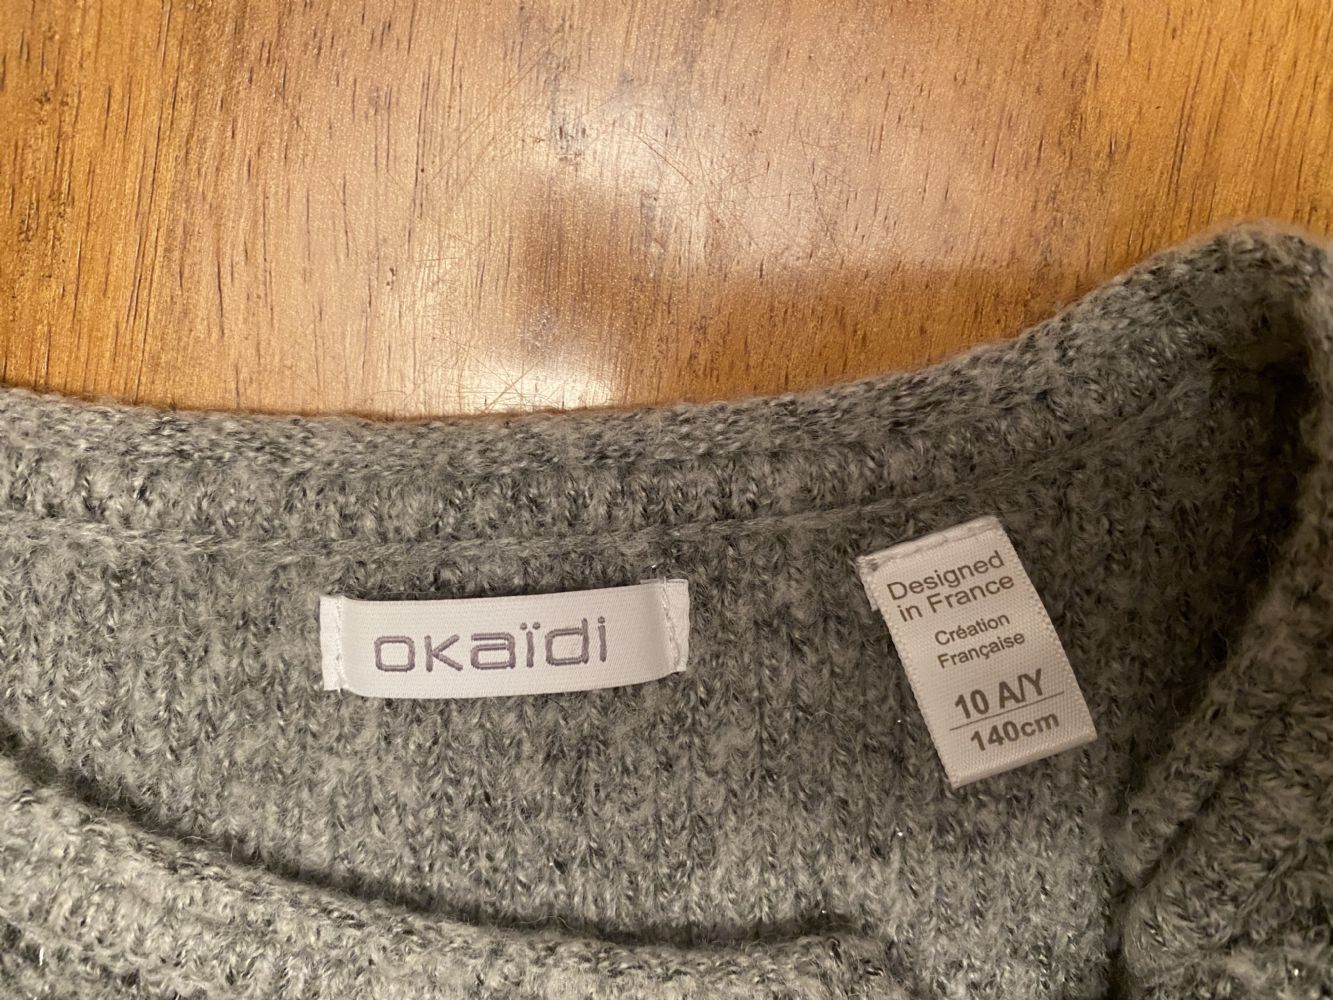 okaïdi
Designed
in France
Création
Française
10 A/Y
140cm